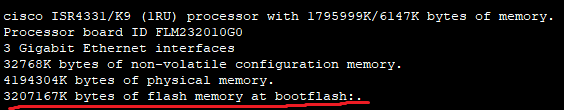 cisco ISR4331/K9 (1RU) processor with 1795999K/6147K bytes of memory.
Processor board ID FLM232010G0
3 Gigabit Ethernet interfaces
32768K bytes of non-volatile configuration memory.
4194304K bytes of physical memory.
3207167K bytes of flash memory at bootflash:.